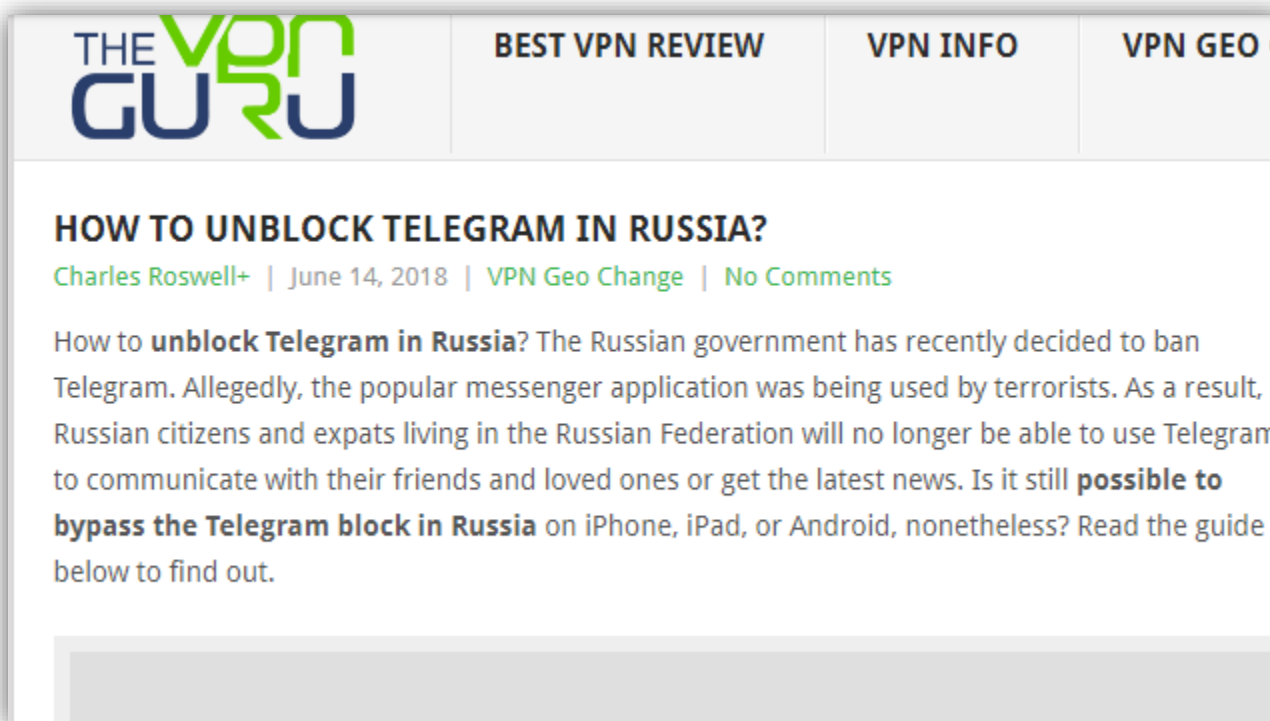 THE VPN
GURU
BEST VPN REVIEW
VPN INFO
VPN GEO
HOW TO UNBLOCK TELEGRAM IN RUSSIA?
Charles Roswell+ | June 14, 2018 | VPN Geo Change | No Comments
How to unblock Telegram in Russia? The Russian government has recently decided to ban
Telegram. Allegedly, the popular messenger application was being used by terrorists. As a result,
Russian citizens and expats living in the Russian Federation will no longer be able to use Telegram
to communicate with their friends and loved ones or get the latest news. Is it still possible to
bypass the Telegram block in Russia on iPhone, iPad, or Android, nonetheless? Read the guide
below to find out.